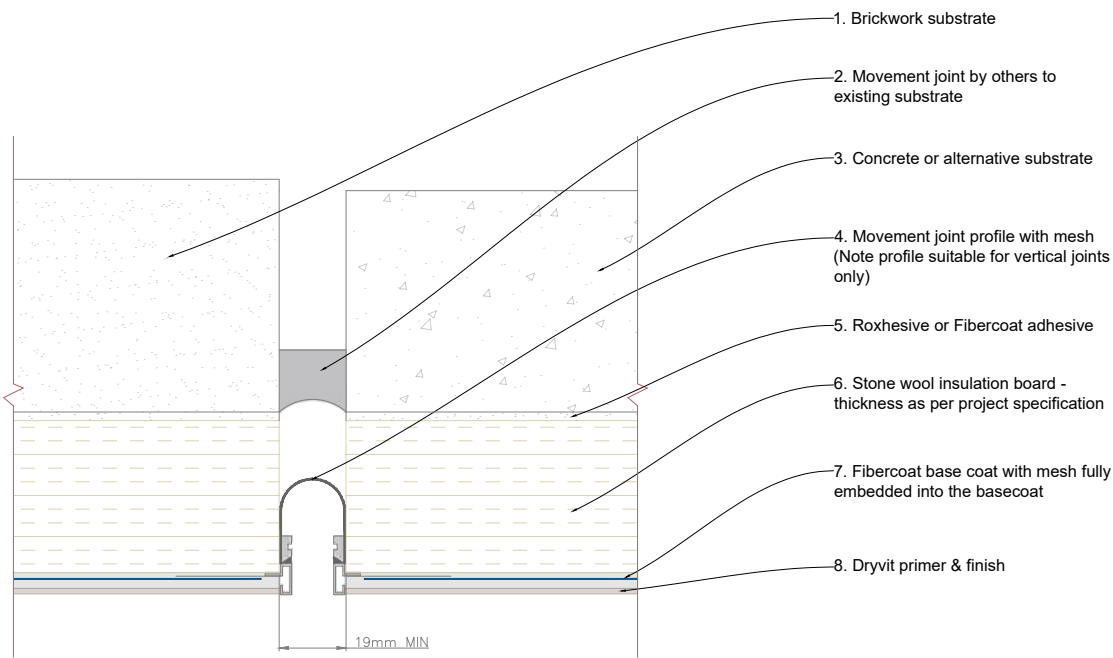 1. Brickwork substrate
2. Movement joint by others to
existing substrate
3. Concrete or alternative substrate
4. Movement joint profile with mesh
(Note profile suitable for vertical joints
only)
5. Roxhesive or Fibercoat adhesive
6. Stone wool insulation board -
thickness as per project specification
7. Fibercoat base coat with mesh fully
embedded into the basecoat
8. Dryvit primer & finish
19mm MIN